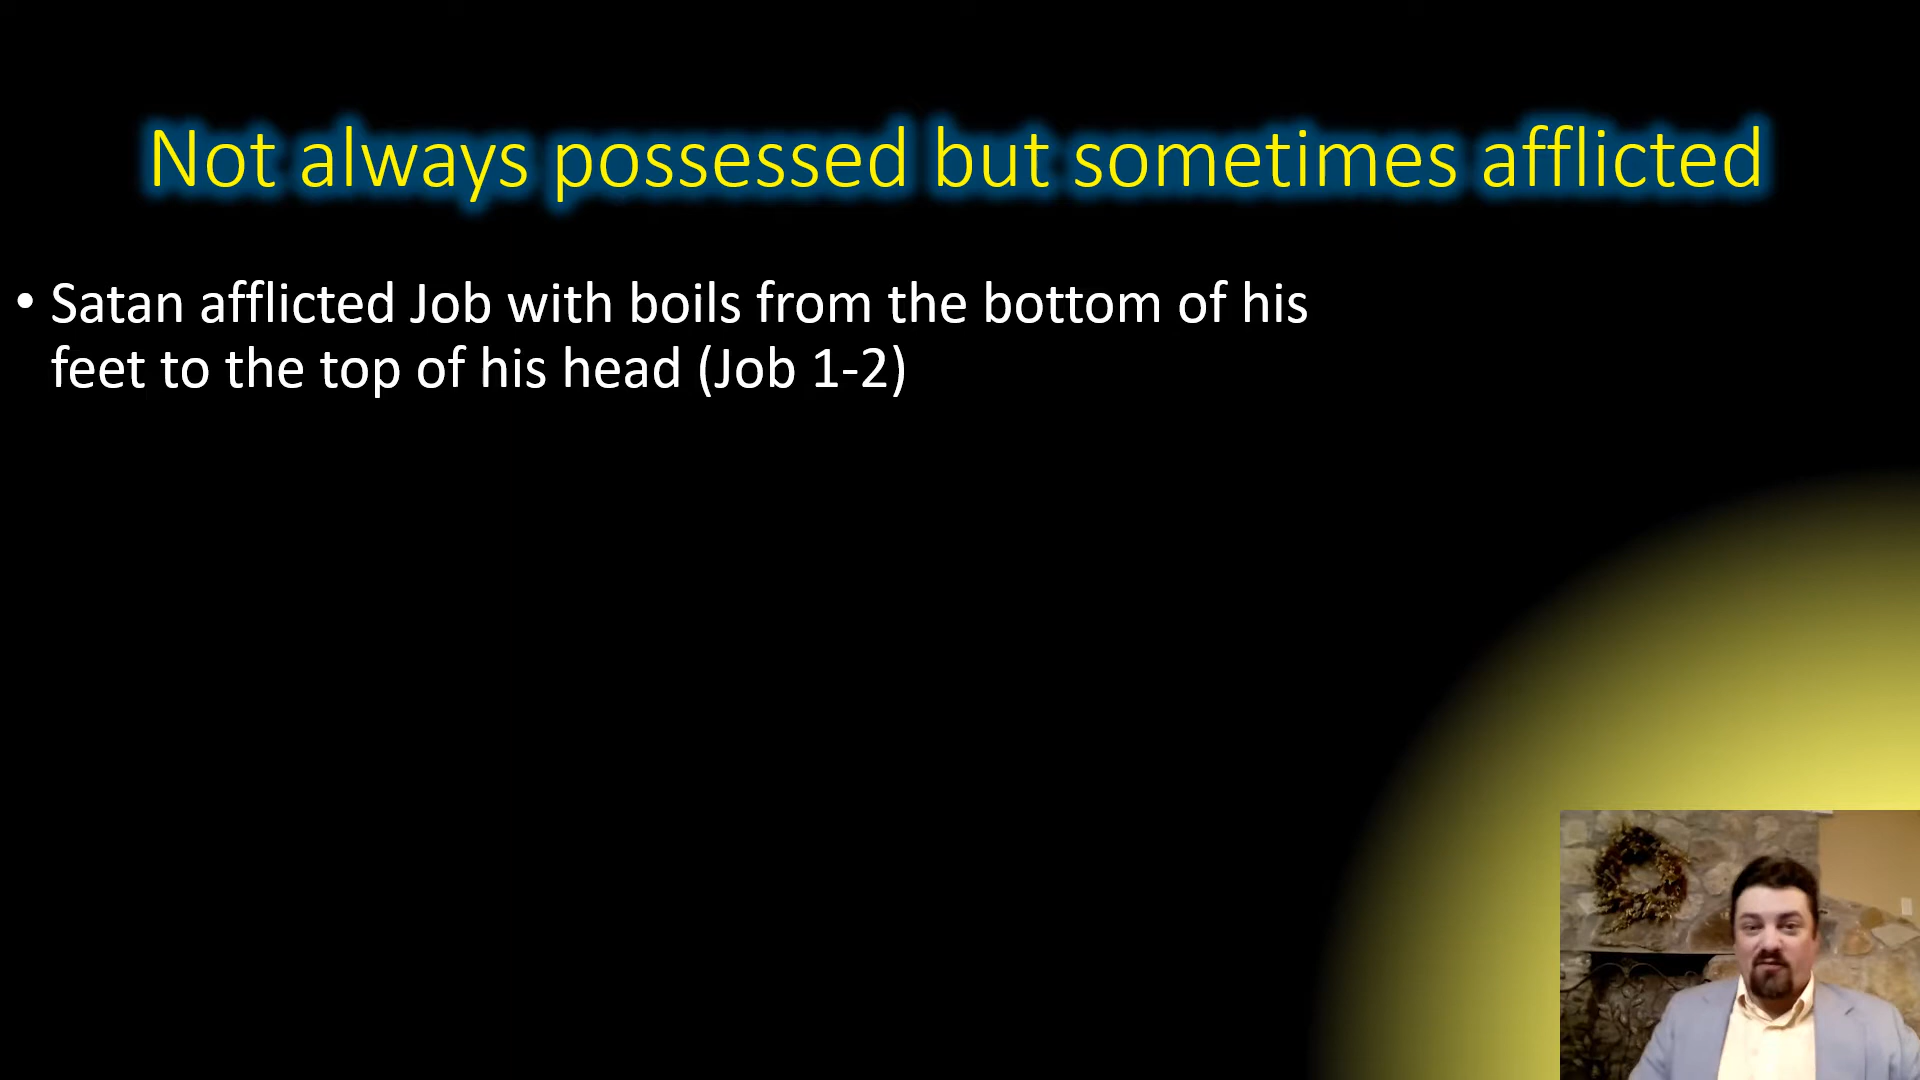 Not always possessed but sometimes afflicted
• Satan afflicted Job with boils from the bottom of his
feet to the top of his head (Job 1-2)